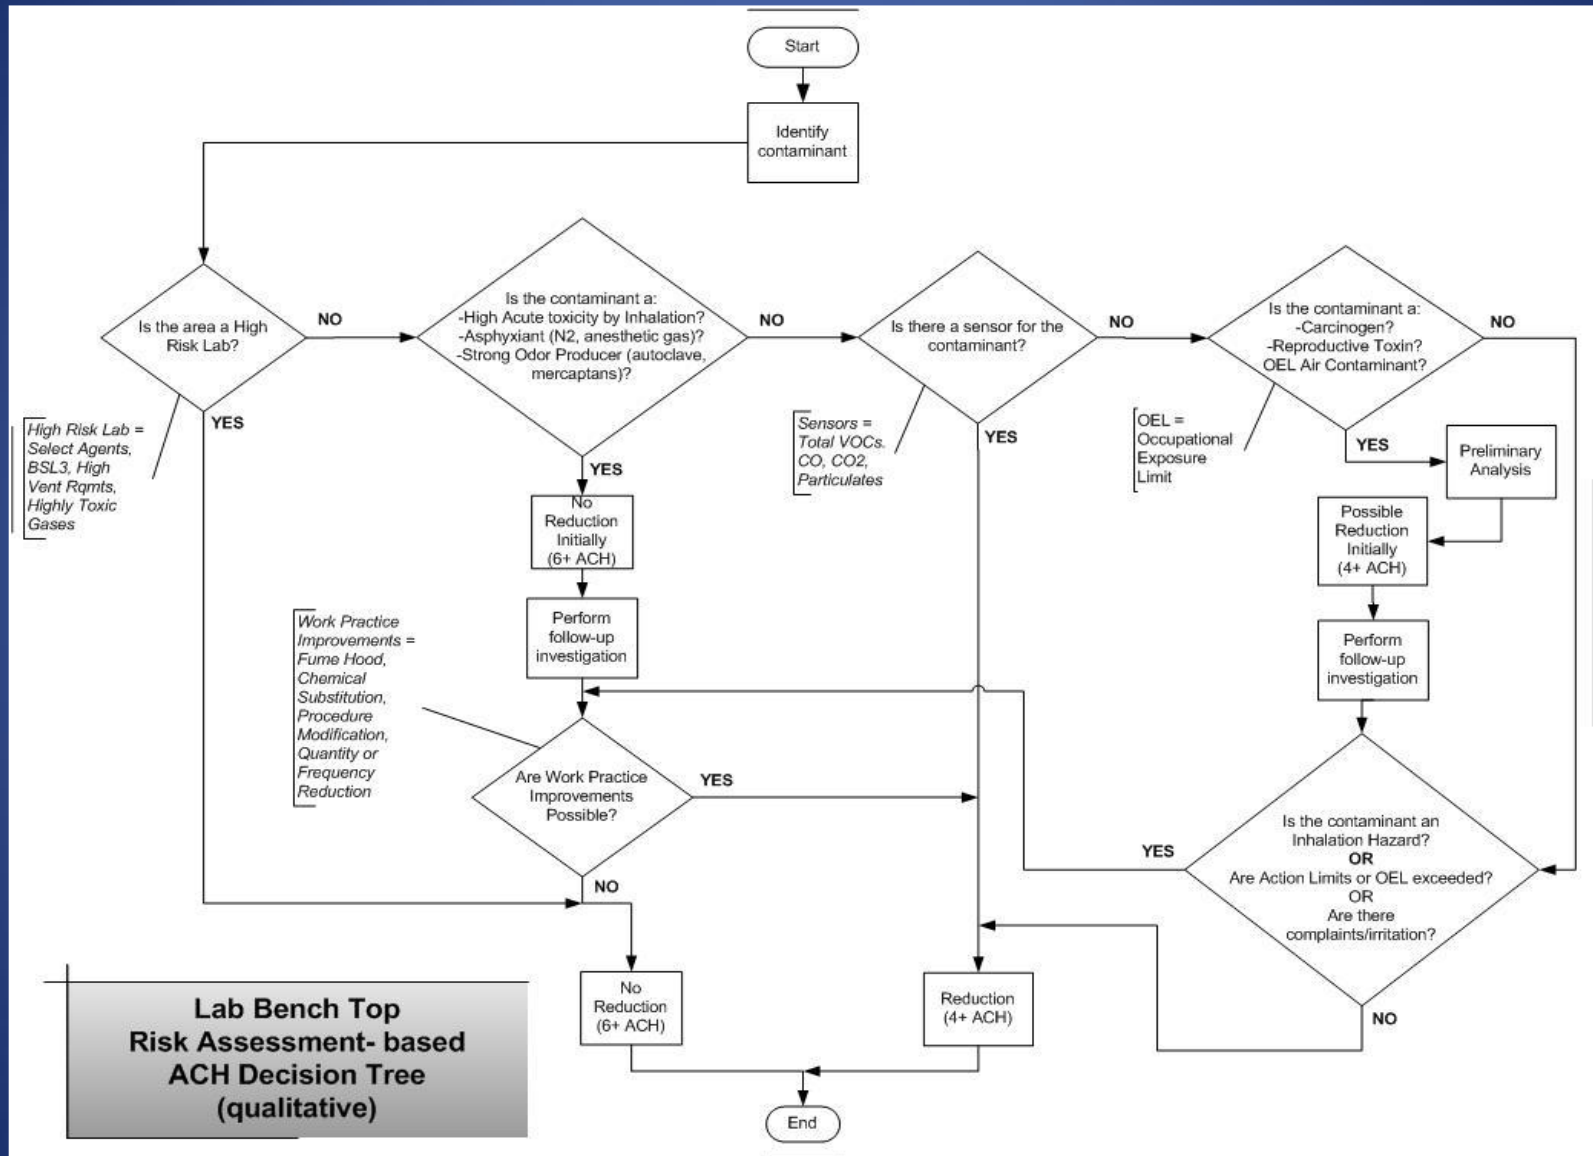 Start
Identify
contaminant
Is the area a High
Risk Lab?
NO
YES
High Risk Lab =
Select Agents,
BSL3, High
Vent Rqmts,
Highly Toxic
Gases
Is the contaminant a:
-High Acute toxicity by Inhalation?
-Asphyxiant (N2, anesthetic gas)?
-Strong Odor Producer (autoclave,
mercaptans)?
NO
YES
No
Reduction
Initially
(6+ ACH)
Perform
follow-up
investigation
Work Practice
Improvements =
Fume Hood,
Chemical
Substitution,
Procedure
Modification,
Quantity or
Frequency
Reduction
Are Work Practice
Improvements
Possible?
YES
NO
Is there a sensor for the
contaminant?
NO
YES
Sensors =
Total VOCs.
CO, CO2,
Particulates
Is the contaminant a:
-Carcinogen?
-Reproductive Toxin?
OEL Air Contaminant?
NO
YES
OEL =
Occupational
Exposure
Limit
Preliminary
Analysis
Possible
Reduction
Initially
(4+ ACH)
Perform
follow-up
investigation
Is the contaminant an
Inhalation Hazard?
OR
Are Action Limits or OEL exceeded?
OR
Are there
complaints/irritation?
YES
NO
No
Reduction
(6+ ACH)
Reduction
(4+ ACH)
End
Lab Bench Top
Risk Assessment- based
ACH Decision Tree
(qualitative)